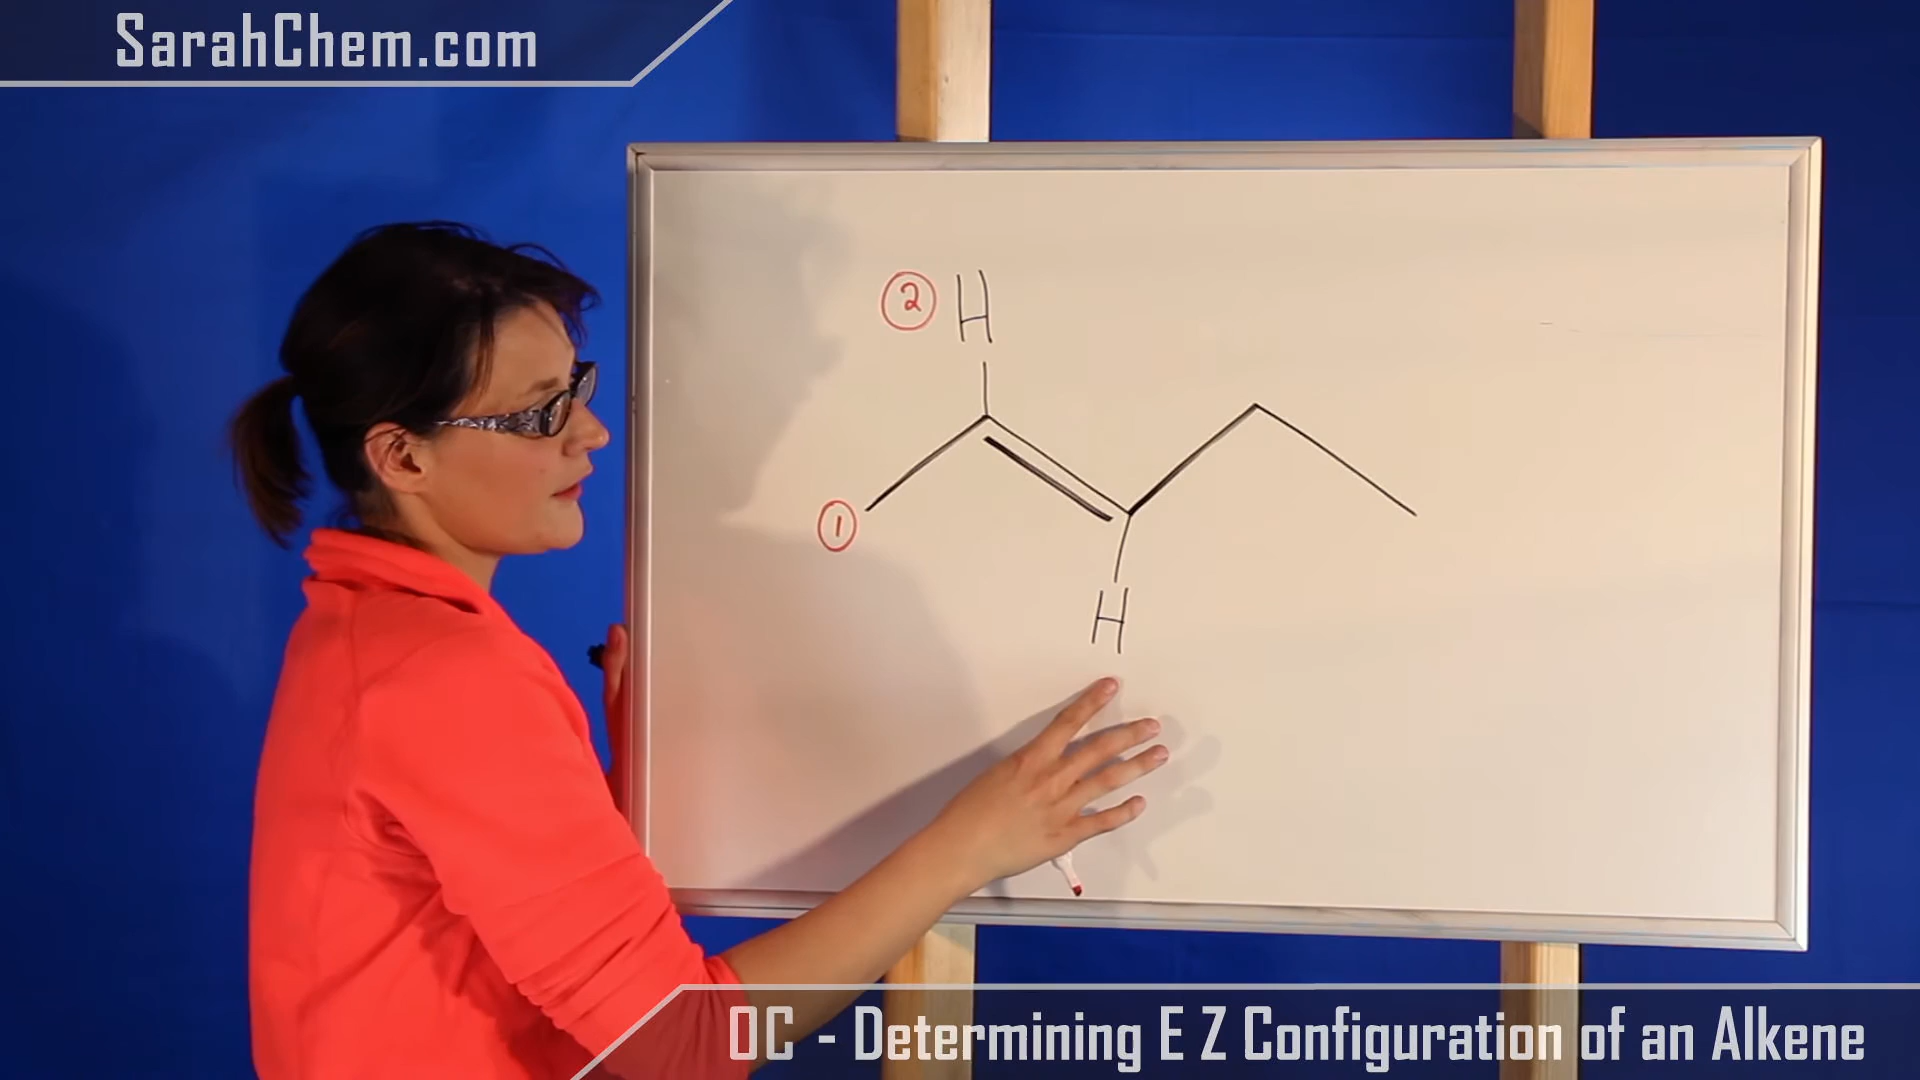 SarahChem.com
② H
①
H
OC - Determining E Z Configuration of an Alkene